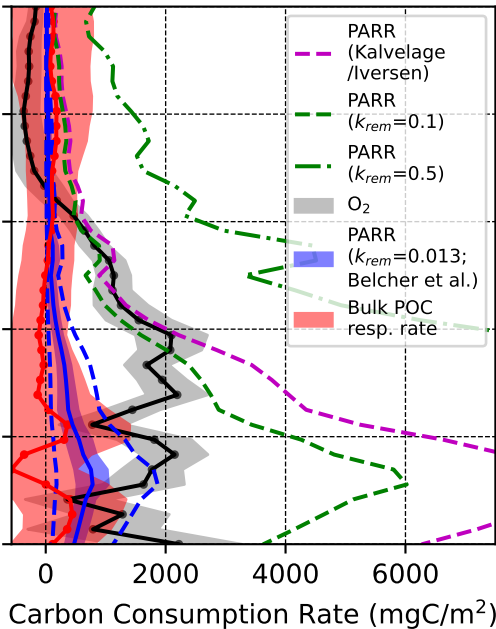 PARR
(Kalvelage
/Iversen)
PARR
(k_rem=0.1)
PARR
(k_rem=0.5)
O₂
PARR
(k_rem=0.013;
Belcher et al.)
Bulk POC
resp. rate
0 2000 4000 6000
Carbon Consumption Rate (mgC/m²)